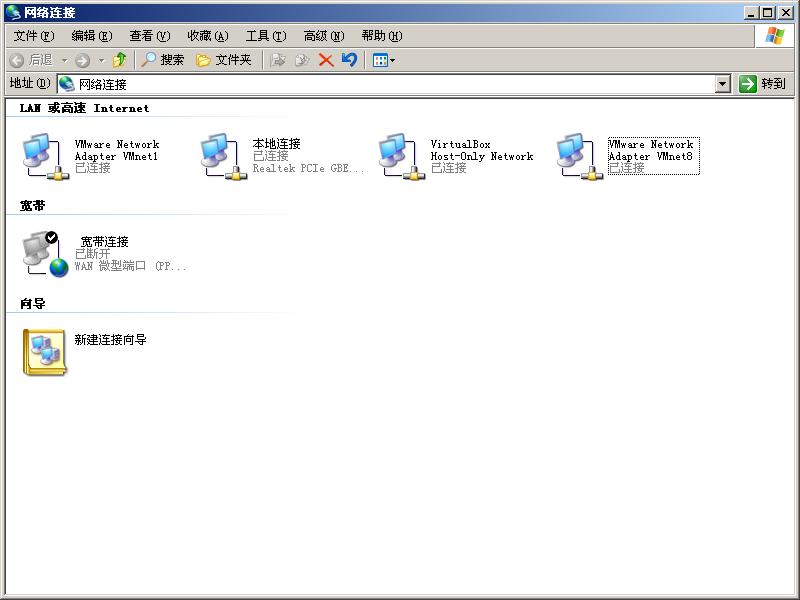 网络连接
文件(F) 编辑(E) 查看(V) 收藏(A) 工具(T) 高级(N) 帮助(H)
后退 搜索 文件夹
地址(D) 网络连接 转到
LAN 或高速 Internet
VMware Network
Adapter VMnet1
已连接
本地连接
已连接
Realtek PCIe GBE...
VirtualBox
Host-Only Network
已连接
VMware Network
Adapter VMnet8
已连接
宽带
宽带连接
已断开
WAN 微型端口 (PP...
向导
新建连接向导